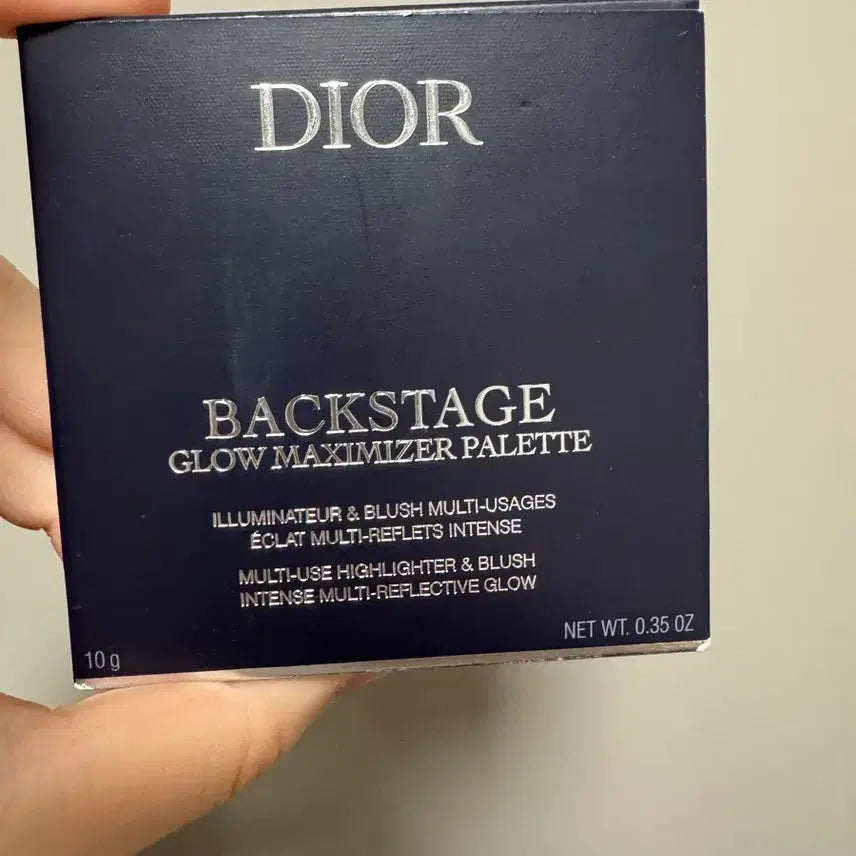 DIOR
BACKSTAGE
GLOW MAXIMIZER PALETTE
ILLUMINATEUR & BLUSH MULTI-USAGES
ÉCLAT MULTI-REFLETS INTENSE
MULTI-USE HIGHLIGHTER & BLUSH
INTENSE MULTI-REFLECTIVE GLOW
10 g
NET WT. 0.35 OZ